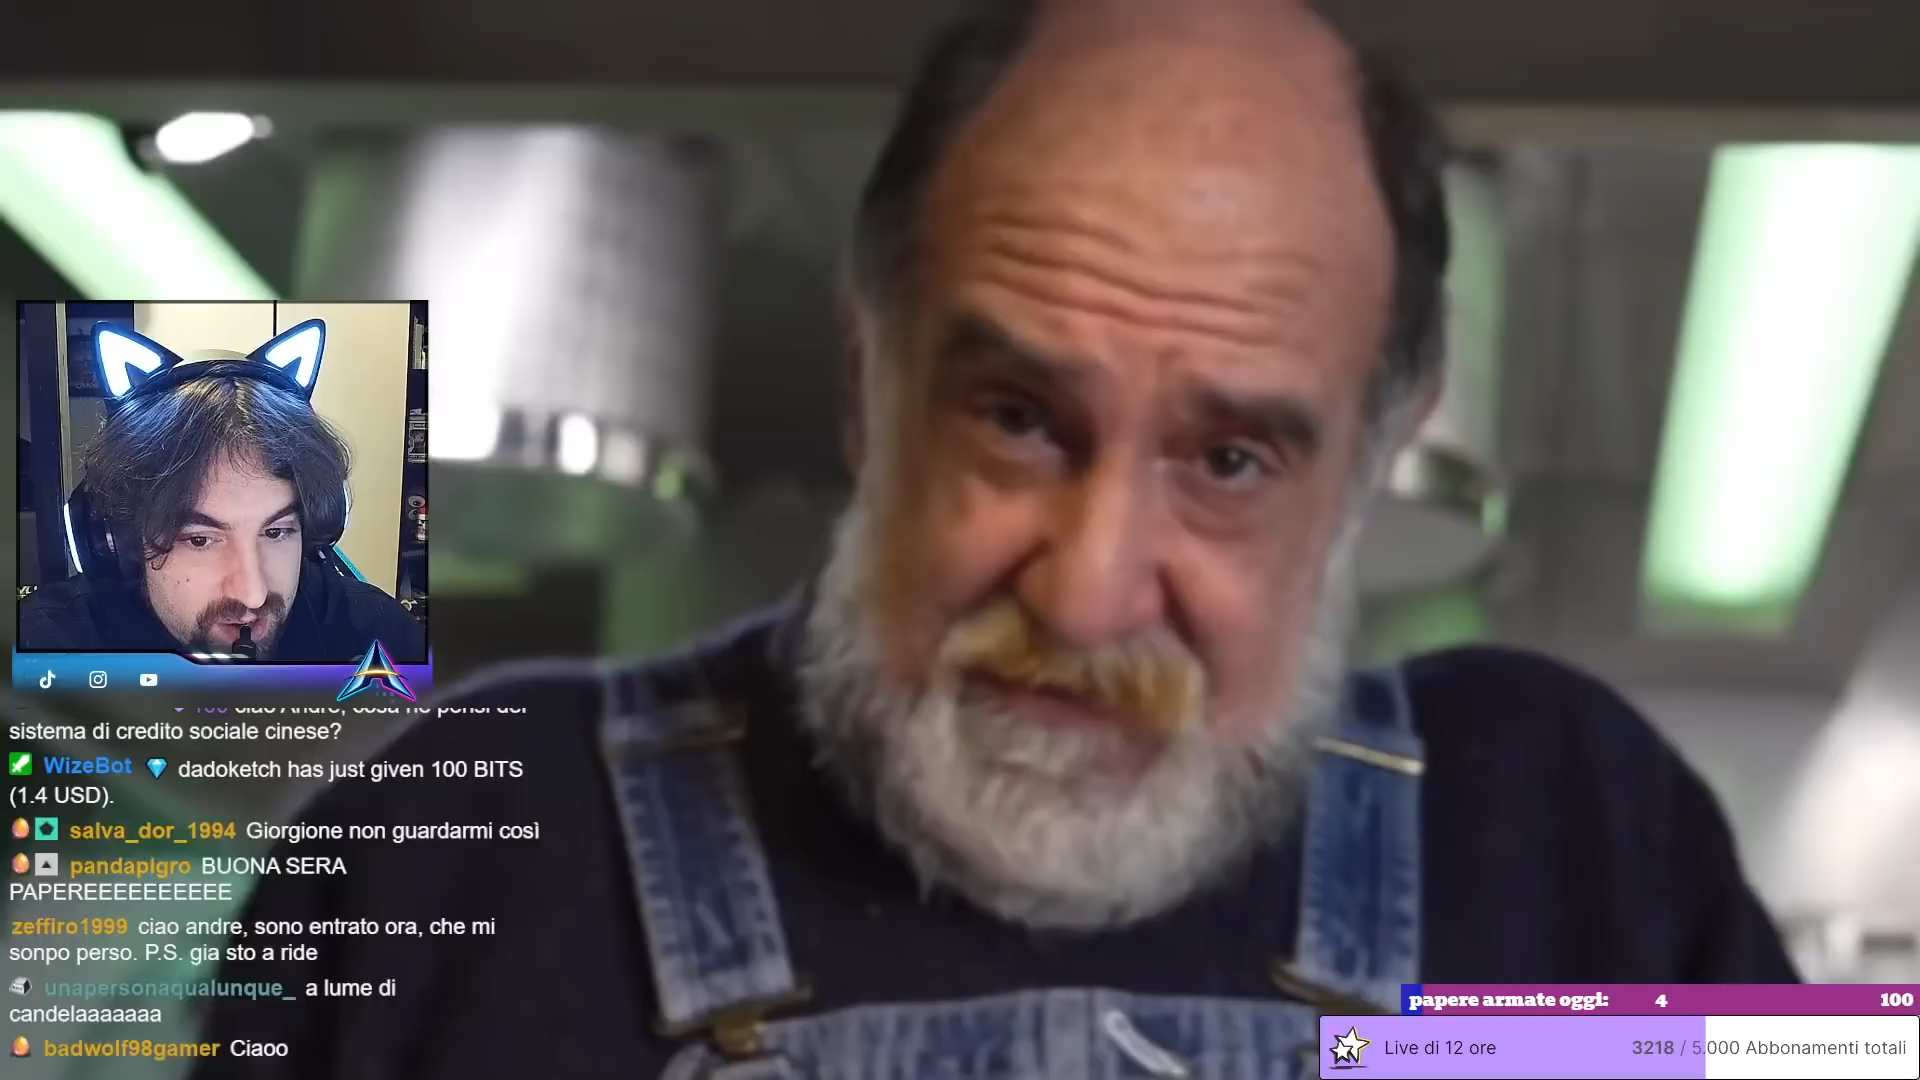 sistema di credito sociale cinese?
WizeBot dadoketch has just given 100 BITS
(1.4 USD).
salva_dor_1994 Giorgione non guardarmi così
pandapigro BUONA SERA
PAPEREEEEEEEEEE
zeffiro1999 ciao andre, sono entrato ora, che mi
sonpo perso. P.S. gia sto a ride
unapersonaqualunque_ a lume di
candelaaaaaaa
badwolf98gamer Ciaoo
papere armate oggi: 4 100
Live di 12 ore 3218 / 5.000 Abbonamenti totali